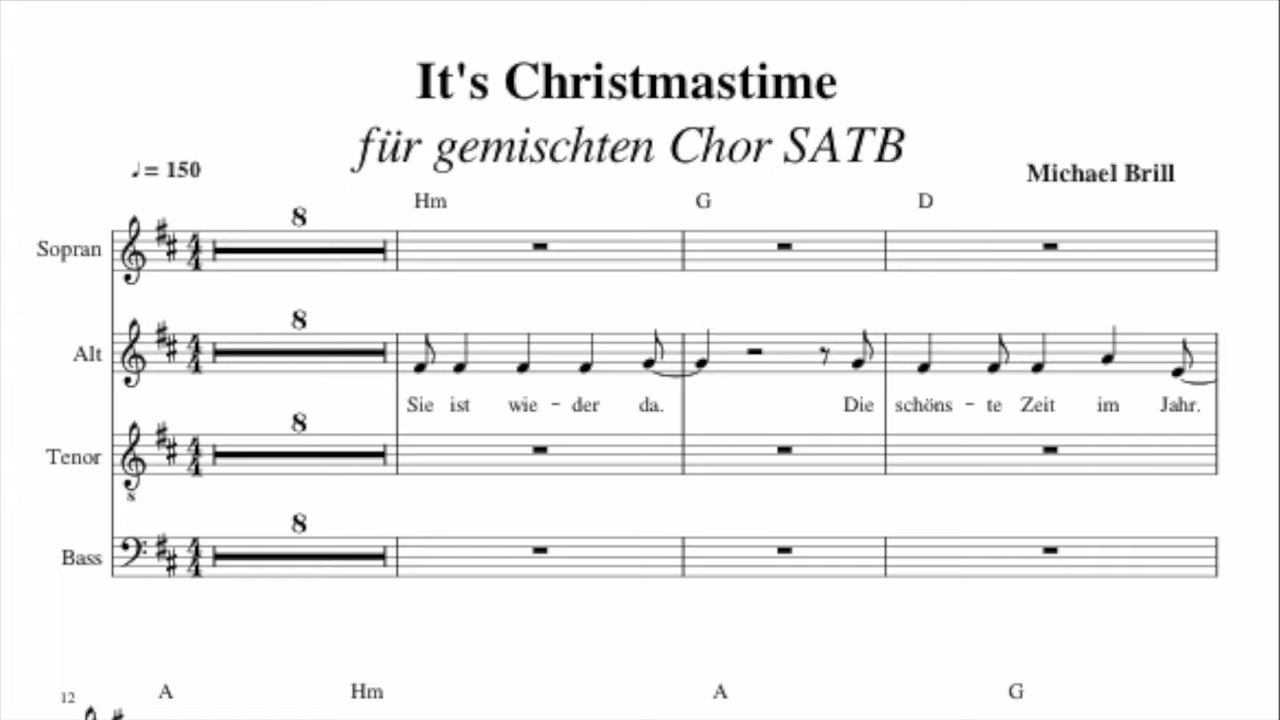 It's Christmastime
für gemischten Chor SATB
♩= 150
Michael Brill
Hm G D
8
Sopran
8
Alt
Sie ist wie - der da. Die schöns - te Zeit im Jahr.
8
Tenor
8
8
Bass
12 A Hm A G